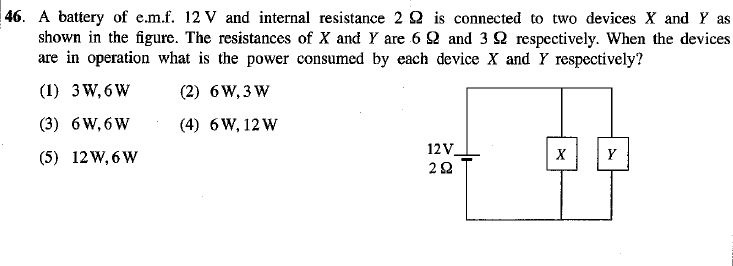 46. A battery of e.m.f. 12 V and internal resistance 2 Ω is connected to two devices X and Y as
shown in the figure. The resistances of X and Y are 6 Ω and 3 Ω respectively. When the devices
are in operation what is the power consumed by each device X and Y respectively?
(1) 3 W, 6 W (2) 6 W, 3 W
(3) 6 W, 6 W (4) 6 W, 12 W
(5) 12 W, 6 W
12 V
2 Ω
X
Y